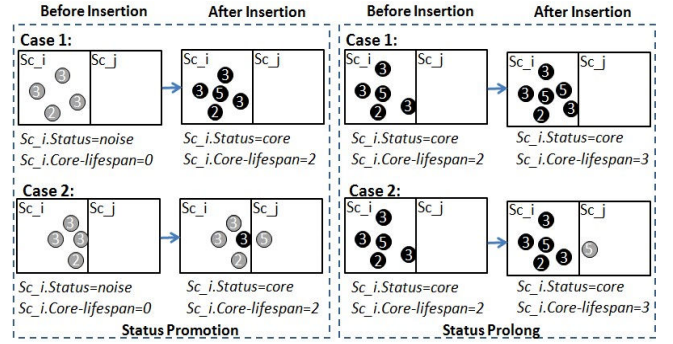 Before Insertion After Insertion Before Insertion After Insertion
Case 1: Case 1:
Sc_i Sc_j Sc_i Sc_j Sc_i Sc_j Sc_i Sc_j
3 3 3 2 3 3 5 3 2 3 3 5 3 2 3 3 5 5 3 2
Sc_i.Status=noise Sc_i.Status=core Sc_i.Status=core Sc_i.Status=core
Sc_i.Core-lifespan=0 Sc_i.Core-lifespan=2 Sc_i.Core-lifespan=2 Sc_i.Core-lifespan=3
Case 2: Case 2:
Sc_i Sc_j Sc_i Sc_j Sc_i Sc_j Sc_i Sc_j
3 3 3 2 3 3 3 5 2 3 3 5 3 2 3 3 5 3 2 5
Sc_i.Status=noise Sc_i.Status=core Sc_i.Status=core Sc_i.Status=core
Sc_i.Core-lifespan=0 Sc_i.Core-lifespan=2 Sc_i.Core-lifespan=2 Sc_i.Core-lifespan=3
Status Promotion Status Prolong